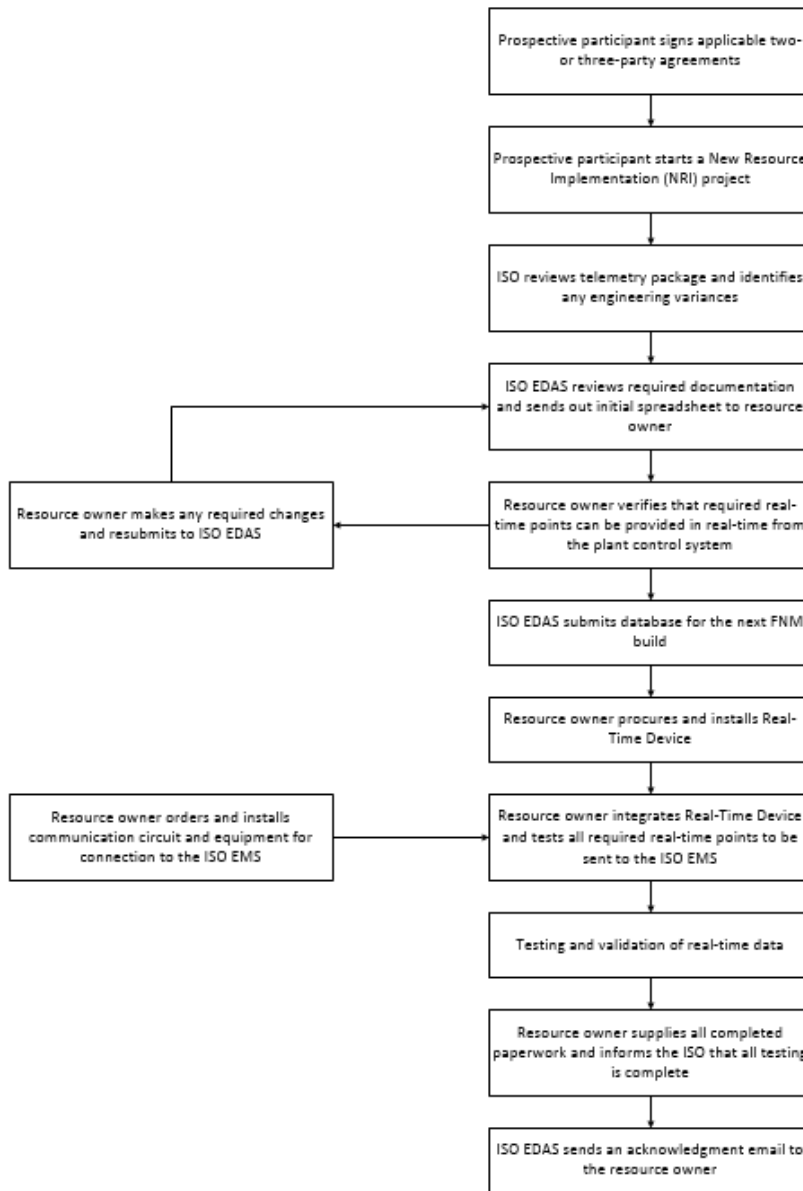 Prospective participant signs applicable two-
or three-party agreements
Prospective participant starts a New Resource
Implementation (NRI) project
ISO reviews telemetry package and identifies
any engineering variances
ISO EDAS reviews required documentation
and sends out initial spreadsheet to resource
owner
Resource owner makes any required changes
and resubmits to ISO EDAS
Resource owner verifies that required real-
time points can be provided in real-time from
the plant control system
ISO EDAS submits database for the next FNM
build
Resource owner procures and installs Real-
Time Device
Resource owner orders and installs
communication circuit and equipment for
connection to the ISO EMS
Resource owner integrates Real-Time Device
and tests all required real-time points to be
sent to the ISO EMS
Testing and validation of real-time data
Resource owner supplies all completed
paperwork and informs the ISO that all testing
is complete
ISO EDAS sends an acknowledgment email to
the resource owner